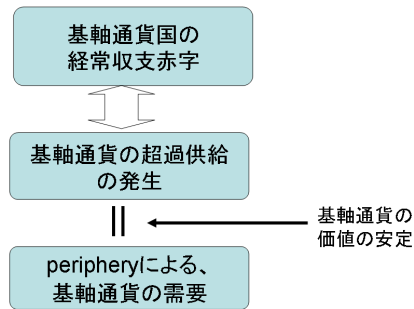 基軸通貨国の
経常収支赤字
基軸通貨の超過供給
の発生
基軸通貨の
価値の安定
peripheryによる、
基軸通貨の需要